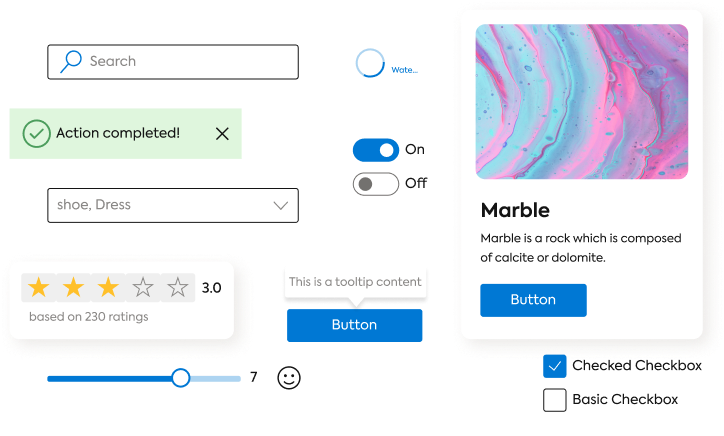 Search
Wate...
Action completed!
On
Off
shoe, Dress
Marble
Marble is a rock which is composed
of calcite or dolomite.
Button
3.0
based on 230 ratings
This is a tooltip content
Button
7
Checked Checkbox
Basic Checkbox